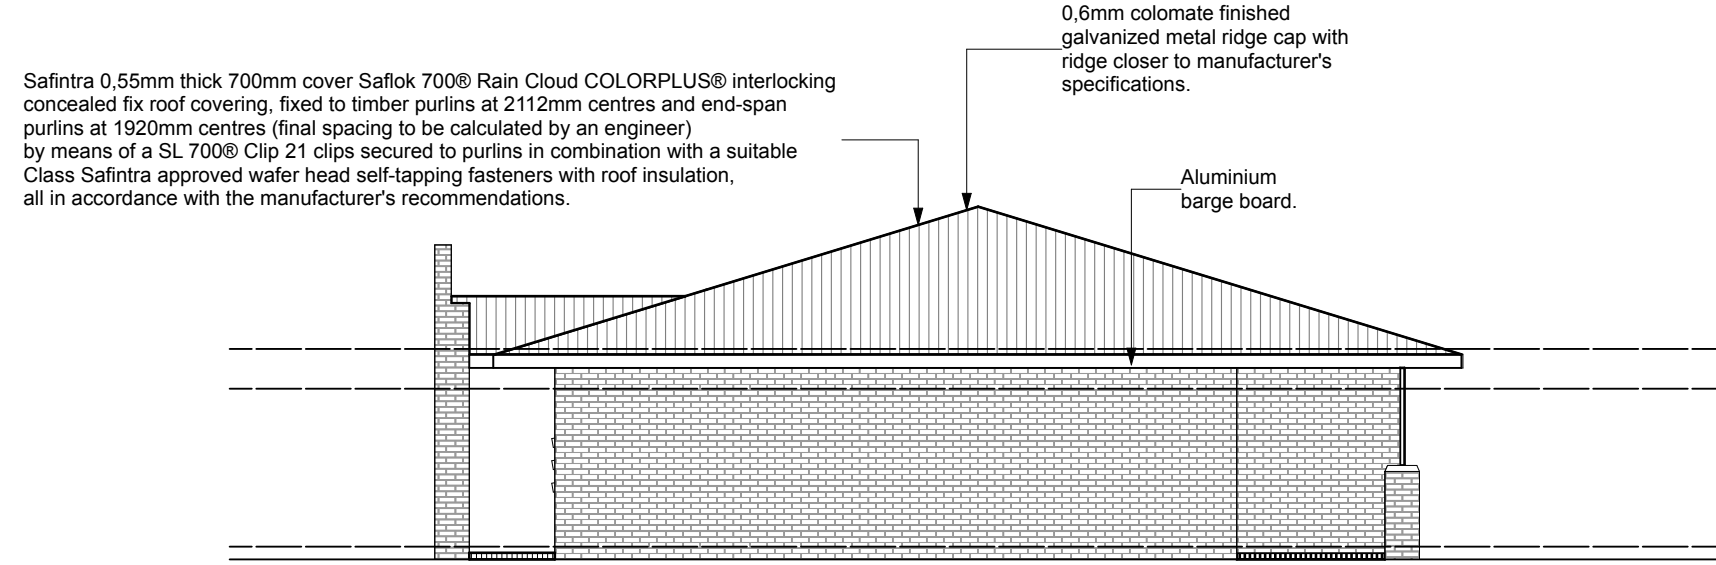 0,6mm colomate finished
galvanized metal ridge cap with
ridge closer to manufacturer's
specifications.
Safintra 0,55mm thick 700mm cover Saflok 700® Rain Cloud COLORPLUS® interlocking
concealed fix roof covering, fixed to timber purlins at 2112mm centres and end-span
purlins at 1920mm centres (final spacing to be calculated by an engineer)
by means of a SL 700® Clip 21 clips secured to purlins in combination with a suitable
Class Safintra approved wafer head self-tapping fasteners with roof insulation,
all in accordance with the manufacturer's recommendations.
Aluminium
barge board.